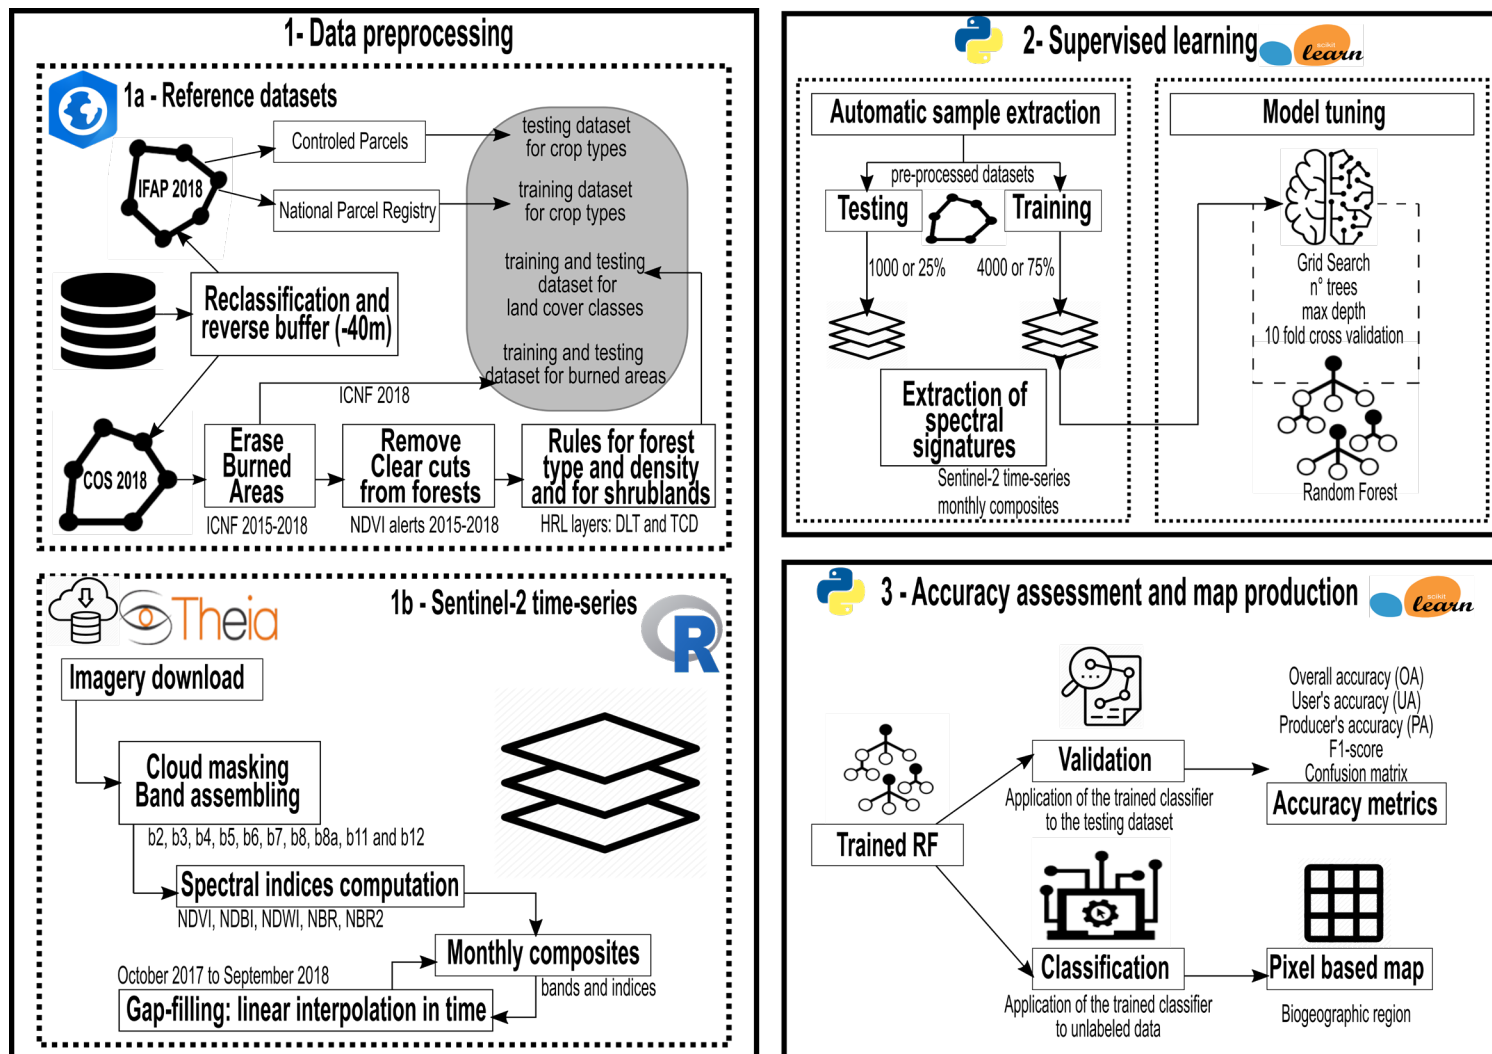 1- Data preprocessing
1a - Reference datasets
IFAP 2018
Controled Parcels
National Parcel Registry
testing dataset
for crop types
training dataset
for crop types
training and testing
dataset for
land cover classes
training and testing
dataset for burned areas
Reclassification and
reverse buffer (-40m)
ICNF 2018
COS 2018
Erase
Burned
Areas
ICNF 2015-2018
Remove
Clear cuts
from forests
NDVI alerts 2015-2018
Rules for forest
type and density
and for shrublands
HRL layers: DLT and TCD
Theia
1b - Sentinel-2 time-series
R
Imagery download
Cloud masking
Band assembling
b2, b3, b4, b5, b6, b7, b8, b8a, b11 and b12
Spectral indices computation
NDVI, NDBI, NDWI, NBR, NBR2
Monthly composites
bands and indices
October 2017 to September 2018
Gap-filling: linear interpolation in time
2- Supervised learning
scikit
learn
Automatic sample extraction
pre-processed datasets
Testing
Training
1000 or 25%
4000 or 75%
Extraction of
spectral
signatures
Sentinel-2 time-series
monthly composites
Model tuning
Grid Search
n° trees
max depth
10 fold cross validation
Random Forest
3 - Accuracy assessment and map production
scikit
learn
Trained RF
Validation
Application of the trained classifier
to the testing dataset
Overall accuracy (OA)
User's accuracy (UA)
Producer's accuracy (PA)
F1-score
Confusion matrix
Accuracy metrics
Classification
Application of the trained classifier
to unlabeled data
Pixel based map
Biogeographic region